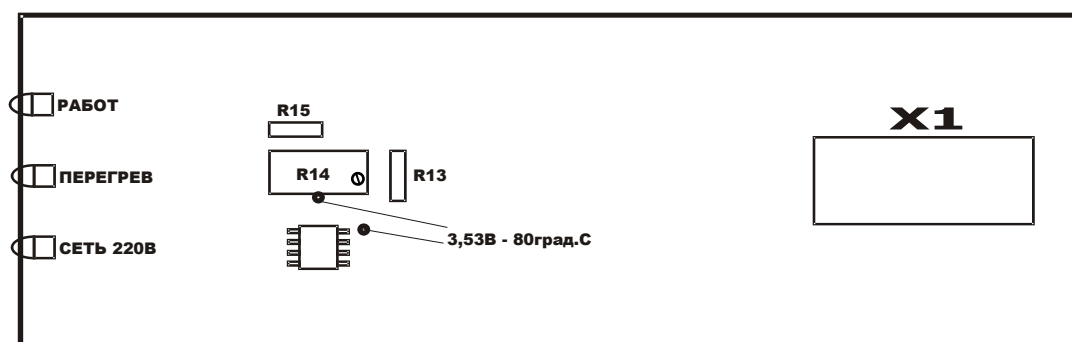 РАБОТ
ПЕРЕГРЕВ
СЕТЬ 220В
R15
R14
R13
3,53В - 80град.С
X1